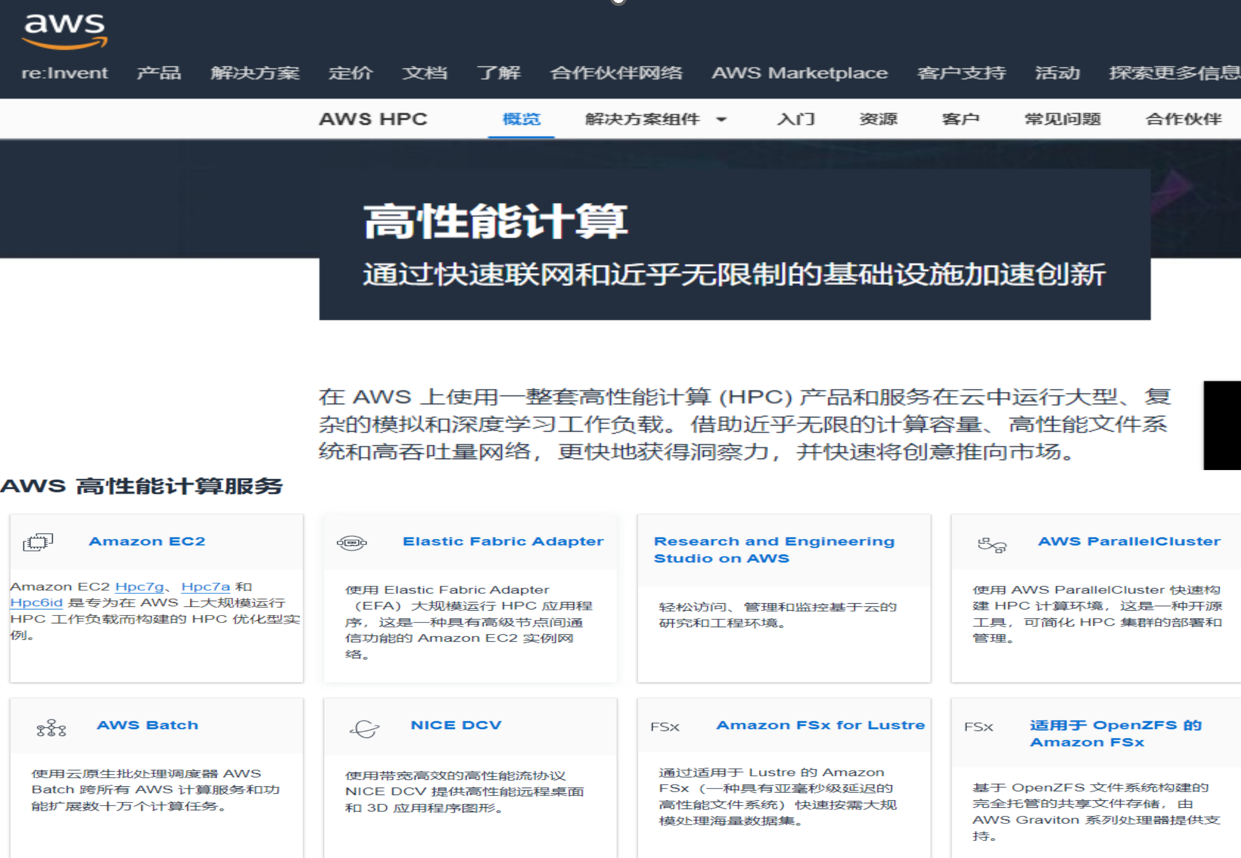 aws
re:Invent 产品 解决方案 定价 文档 了解 合作伙伴网络 AWS Marketplace 客户支持 活动 探索更多信息
AWS HPC 概览 解决方案组件 入门 资源 客户 常见问题 合作伙伴
高性能计算
通过快速联网和近乎无限制的基础设施加速创新
在 AWS 上使用一整套高性能计算 (HPC) 产品和服务在云中运行大型、复
杂的模拟和深度学习工作负载。借助近乎无限的计算容量、高性能文件系
统和高吞吐量网络，更快地获得洞察力，并快速将创意推向市场。
AWS 高性能计算服务
Amazon EC2
Amazon EC2 Hpc7g、Hpc7a 和
Hpc6id 是专为在 AWS 上大规模运行
HPC 工作负载而构建的 HPC 优化型实
例。
Elastic Fabric Adapter
使用 Elastic Fabric Adapter
（EFA）大规模运行 HPC 应用程
序，这是一种具有高级节点间通
信功能的 Amazon EC2 实例网
络。
Research and Engineering
Studio on AWS
轻松访问、管理和监控基于云的
研究和工程环境。
AWS ParallelCluster
使用 AWS ParallelCluster 快速构
建 HPC 计算环境，这是一种开源
工具，可简化 HPC 集群的部署和
管理。
AWS Batch
使用云原生批处理调度器 AWS
Batch 跨所有 AWS 计算服务和功
能扩展数十万个计算任务。
NICE DCV
使用带宽高效的高性能流协议
NICE DCV 提供高性能远程桌面
和 3D 应用程序图形。
FSx Amazon FSx for Lustre
通过适用于 Lustre 的 Amazon
FSx（一种具有亚毫秒级延迟的
高性能文件系统）快速按需大规
模处理海量数据集。
FSx 适用于 OpenZFS 的
Amazon FSx
基于 OpenZFS 文件系统构建的
完全托管的共享文件存储，由
AWS Graviton 系列处理器提供支
持。